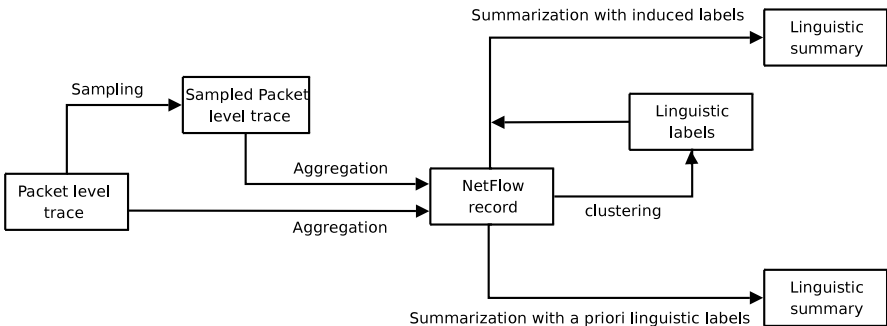 Summarization with induced labels
Linguistic
summary
Sampling
Sampled Packet
level trace
Linguistic
labels
Aggregation
Packet level
trace
NetFlow
record
clustering
Aggregation
Linguistic
summary
Summarization with a priori linguistic labels